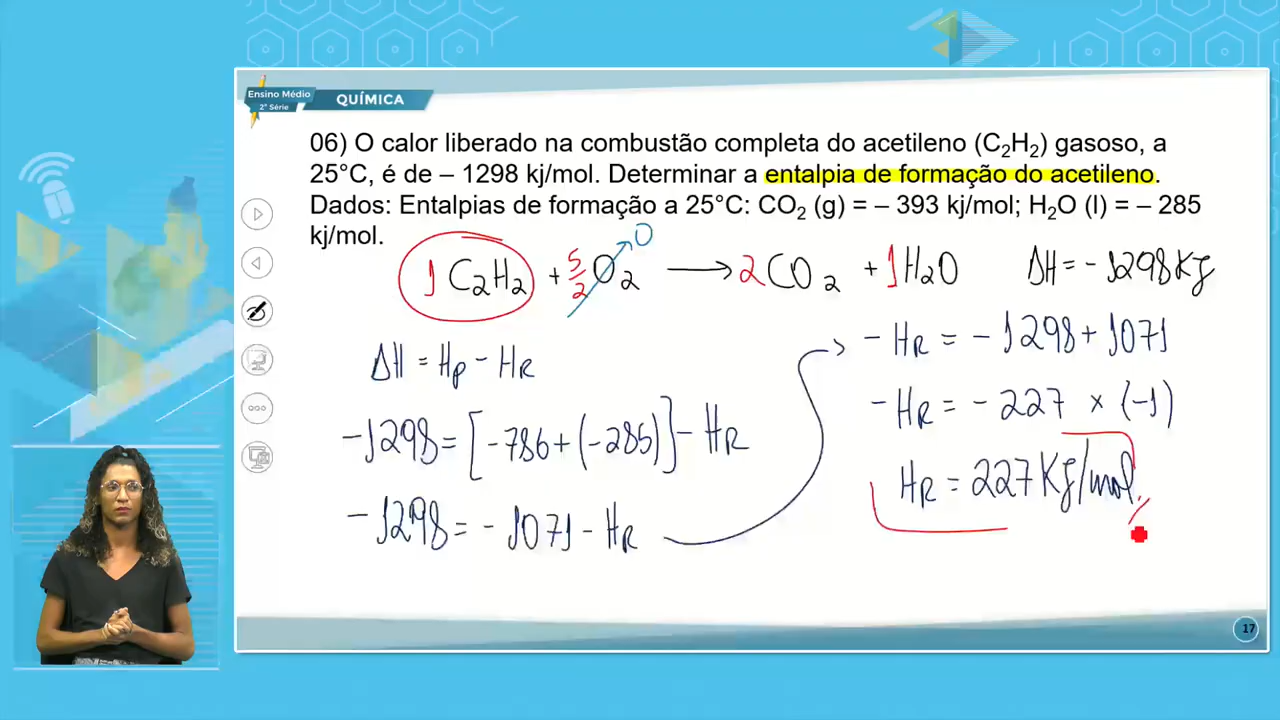 Ensino Médio
2ª Série
QUÍMICA
06) O calor liberado na combustão completa do acetileno (C₂H₂) gasoso, a
25°C, é de – 1298 kj/mol. Determinar a entalpia de formação do acetileno.
Dados: Entalpias de formação a 25°C: CO₂ (g) = – 393 kj/mol; H₂O (l) = – 285
kj/mol.
1 C₂H₂ + 5/2 O₂ → 2 CO₂ + 1 H₂O ΔH = - 1298 KJ
0
ΔH = Hp - HR
-1298 = [-786 + (-285)] - HR
-1298 = - 1071 - HR
- HR = - 1298 + 1071
- HR = - 227 × (-1)
HR = 227 KJ/mol
17